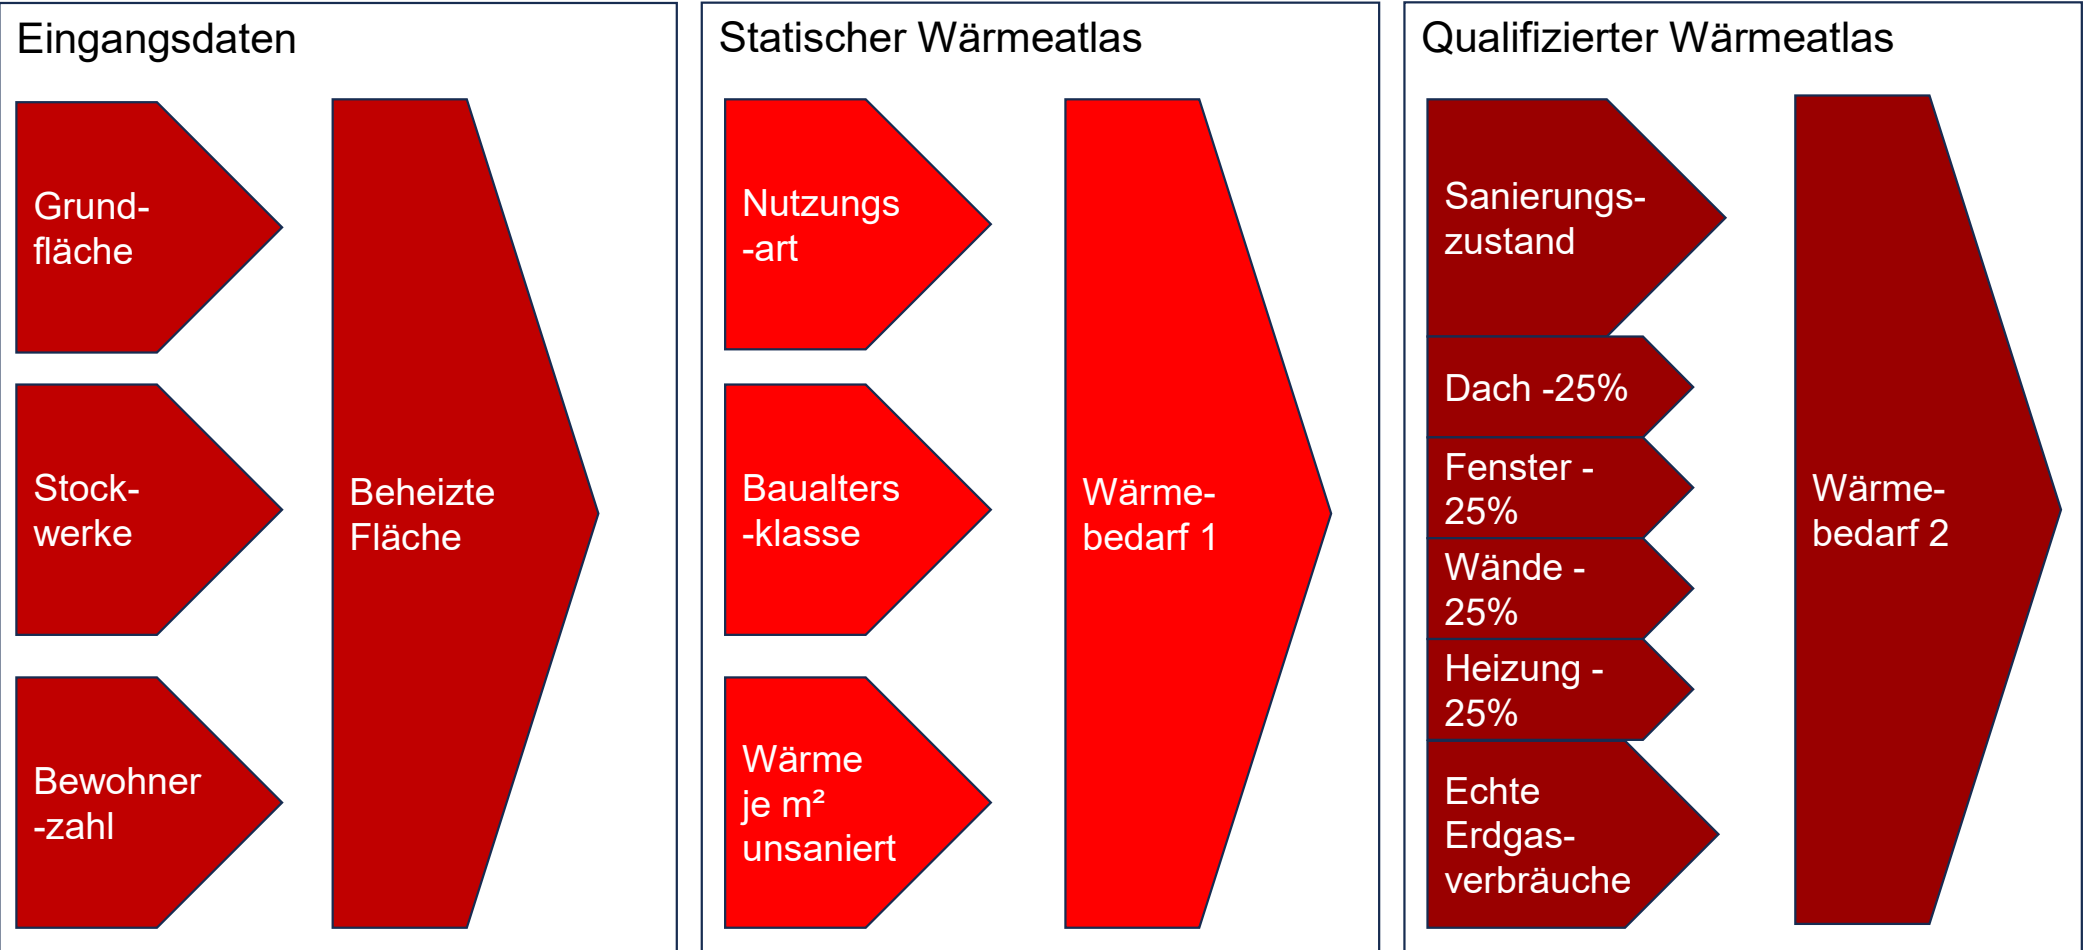 Eingangsdaten
Grund-
fläche
Stock-
werke
Bewohner
-zahl
Beheizte
Fläche
Statischer Wärmeatlas
Nutzungs
-art
Baualters
-klasse
Wärme
je m²
unsaniert
Wärme-
bedarf 1
Qualifizierter Wärmeatlas
Sanierungs-
zustand
Dach -25%
Fenster -
25%
Wände -
25%
Heizung -
25%
Echte
Erdgas-
verbräuche
Wärme-
bedarf 2